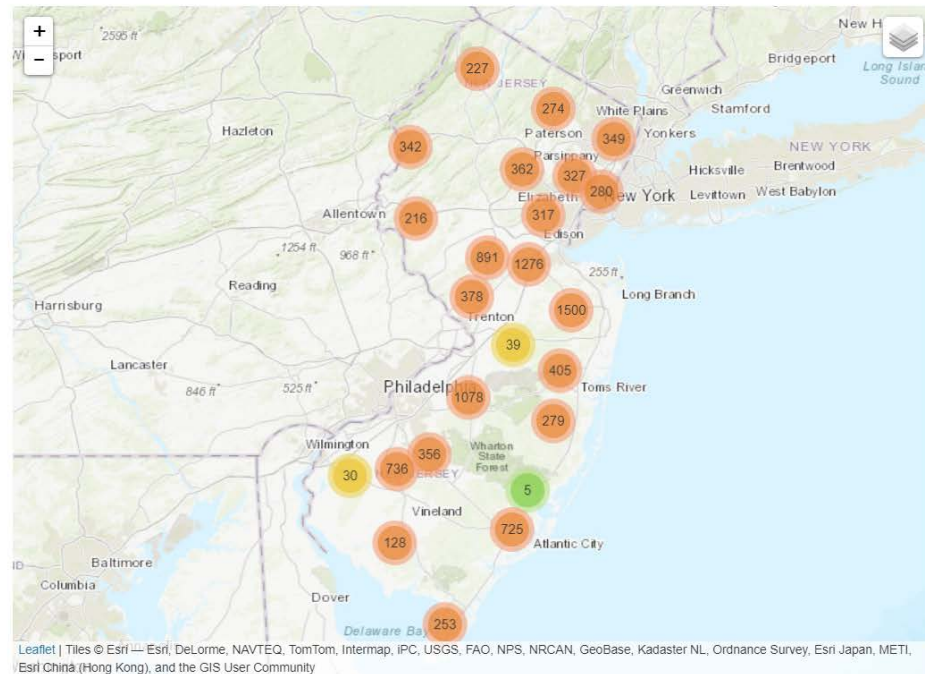 +
−
2595 ft
Bridgeport
Long Island
Sound
Greenwich
Stamford
White Plains
227
274
Hazleton
Paterson
349
Yonkers
NEW YORK
342
Parsippany
362
327
Hicksville
Brentwood
Elizabeth
280
New York
Levittown
West Babylon
Allentown
216
317
Edison
1254 ft
968 ft
891
1276
255 ft
Reading
378
Long Branch
Harrisburg
Trenton
1500
39
Lancaster
405
846 ft
525 ft
Philadelphia
Toms River
1078
279
Wilmington
356
Wharton
State
Forest
30
736
5
Vineland
725
128
Atlantic City
Baltimore
Columbia
Dover
253
Delaware Bay
Leaflet | Tiles © Esri — Esri, DeLorme, NAVTEQ, TomTom, Intermap, iPC, USGS, FAO, NPS, NRCAN, GeoBase, Kadaster NL, Ordnance Survey, Esri Japan, METI,
Esri China (Hong Kong), and the GIS User Community